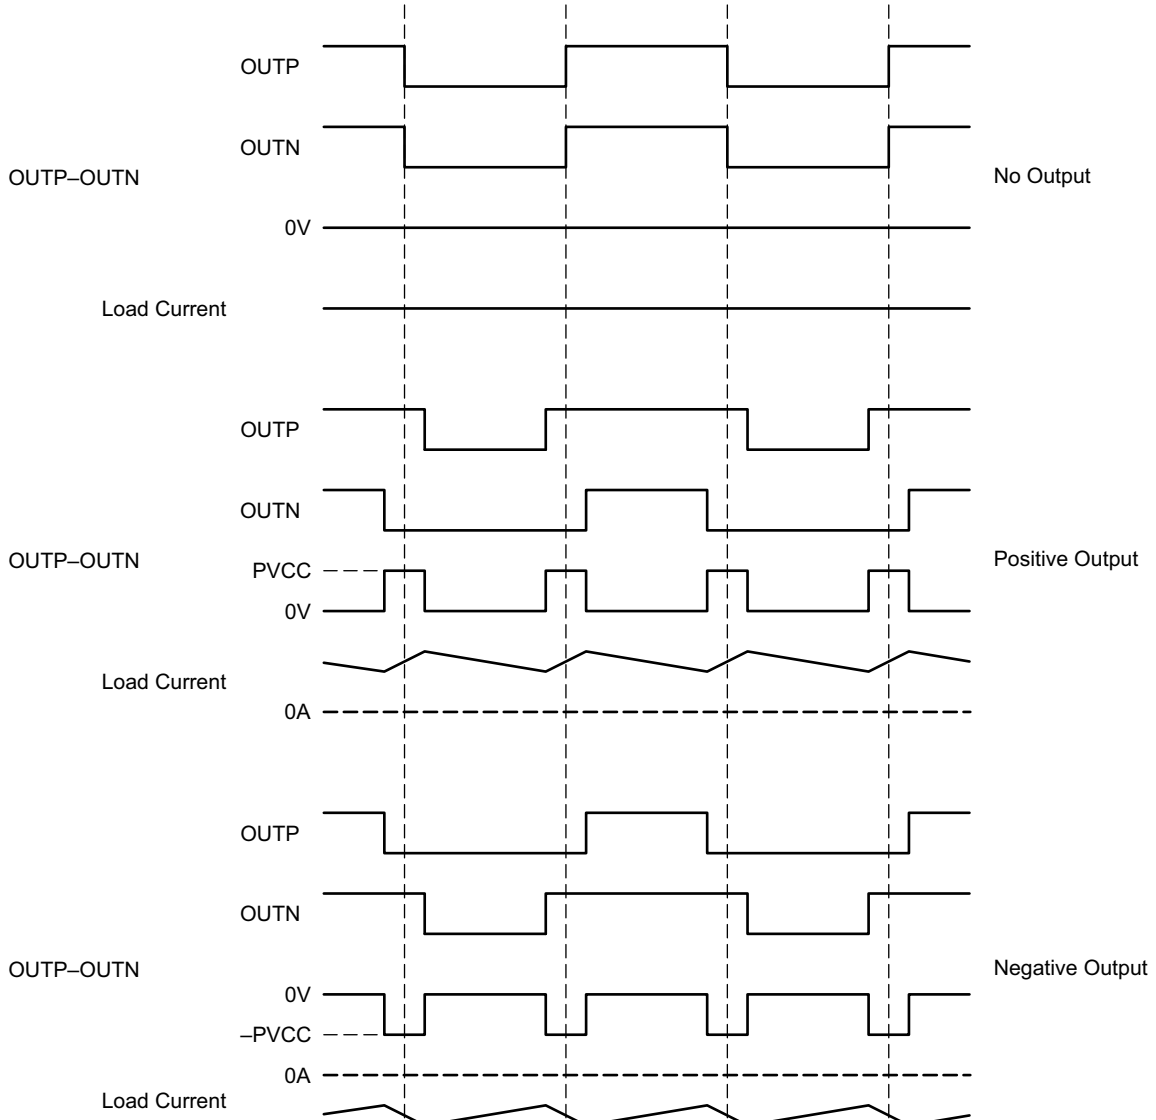 OUTP
OUTN
OUTP–OUTN
No Output
0V
Load Current
OUTP
OUTN
OUTP–OUTN
Positive Output
PVCC
0V
Load Current
0A
OUTP
OUTN
OUTP–OUTN
Negative Output
0V
–PVCC
0A
Load Current